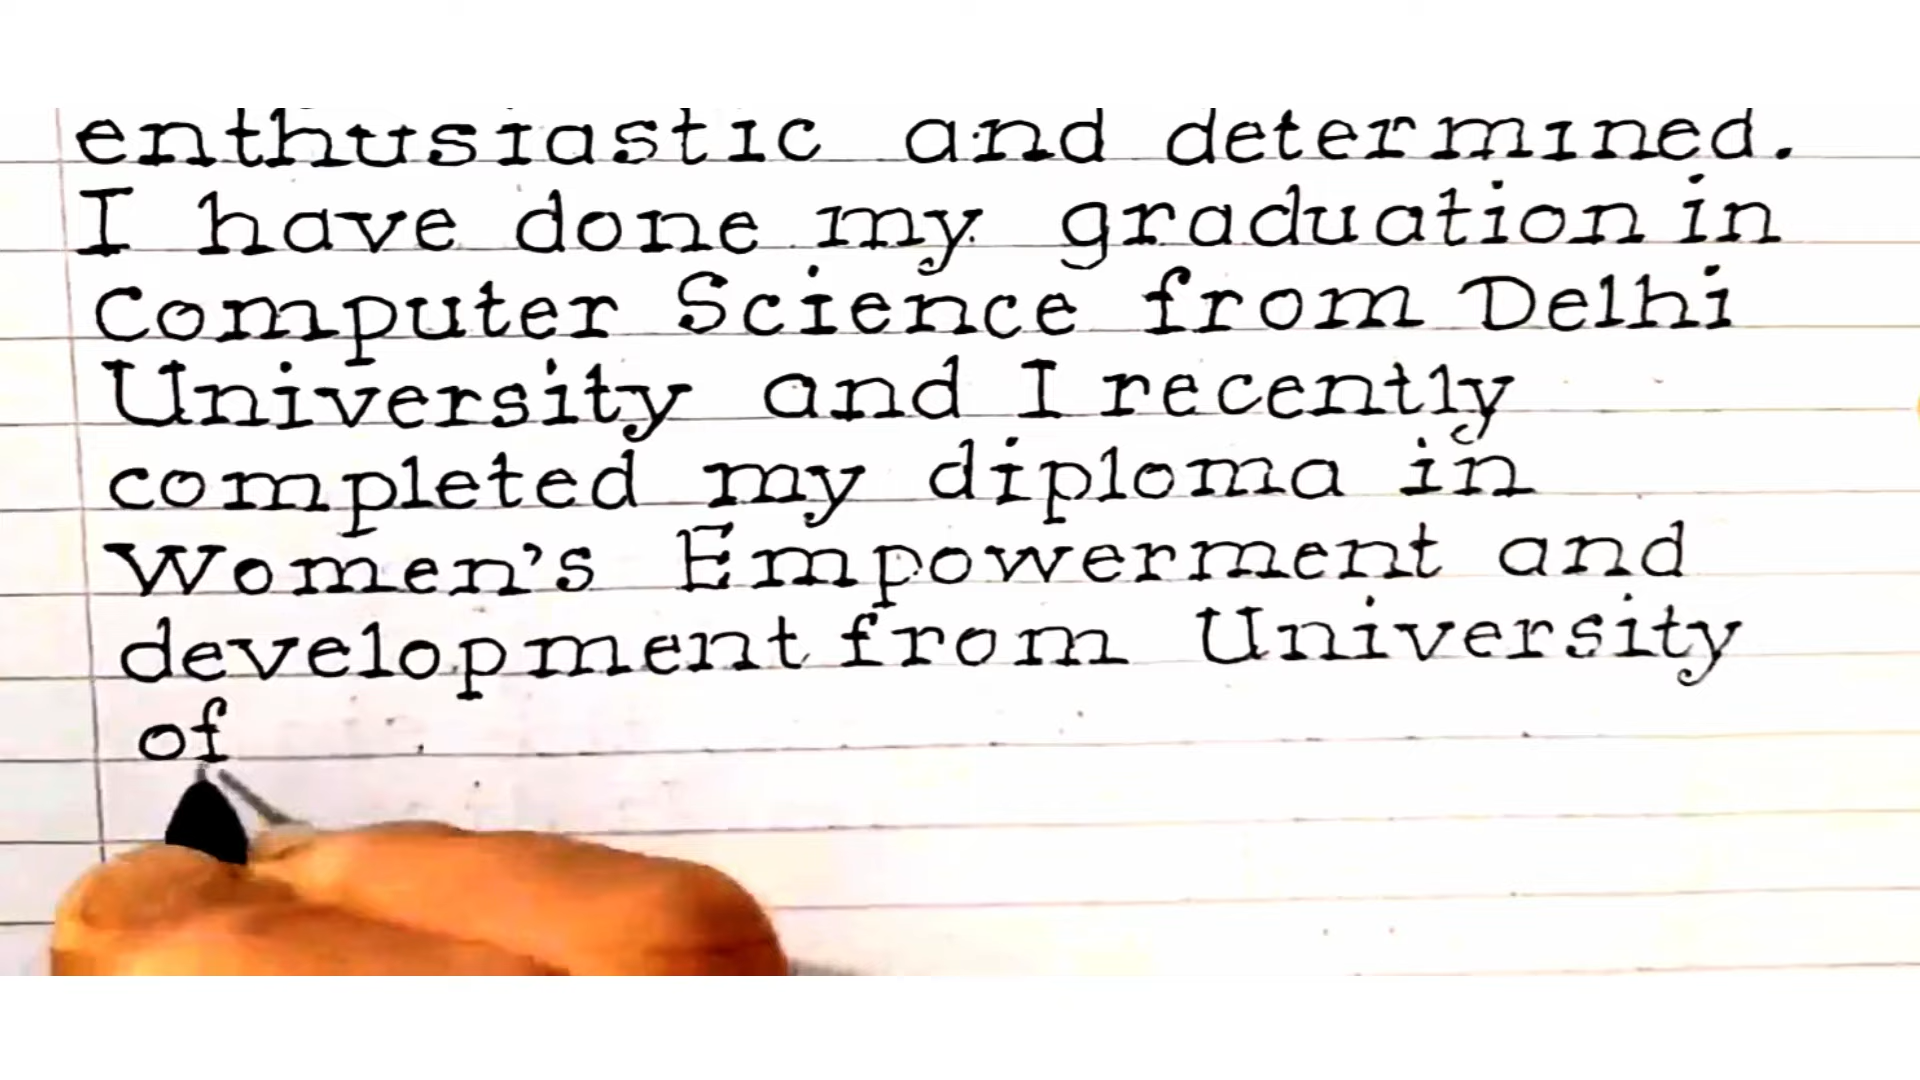 enthusiastic and determined.
I have done my graduation in
Computer Science from Delhi
University and I recently
completed my diploma in
Women's Empowerment and
development from University
of